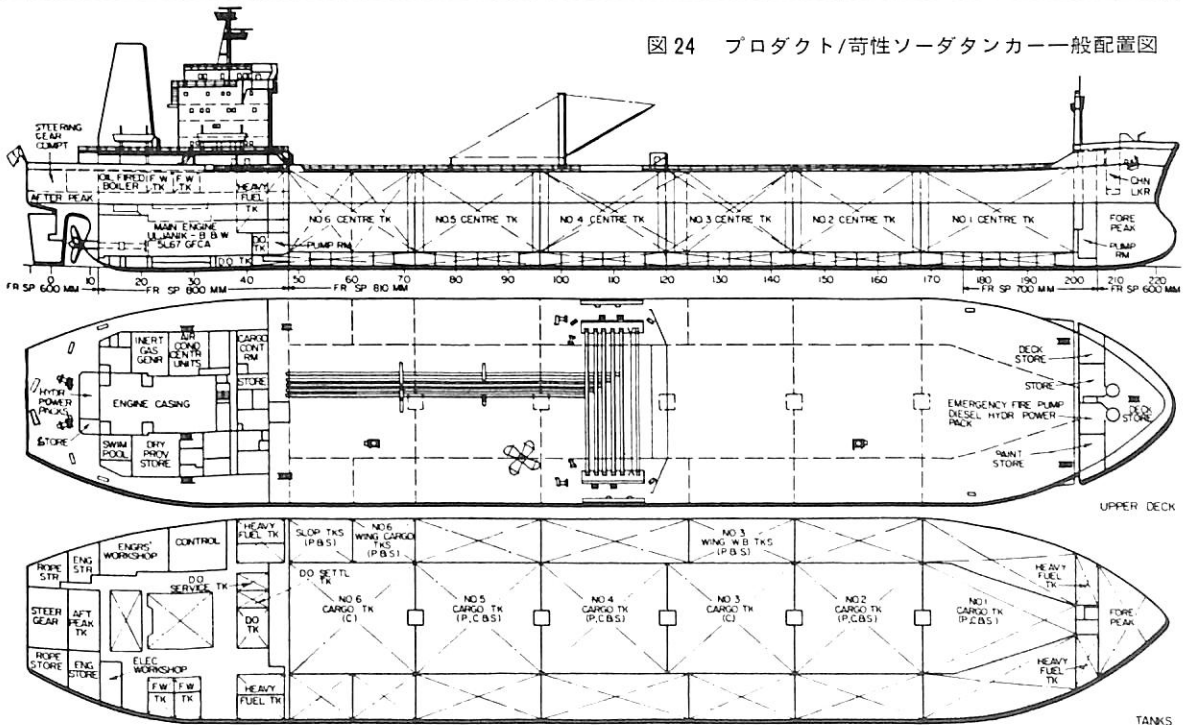 図24 プロダクト/苛性ソーダタンカー一般配置図
STEERING
GEAR
COMPT
OIL FIRED
BOILER
F W
TK
F W
TK
HEAVY
FUEL
TK
AFTER PEAK
MAIN ENGINE
ULJANIK - B & W
5L67 GFCA
DO
TK
PUMP RM
DO TK
NO.6 CENTRE TK
NO.5 CENTRE TK
NO.4 CENTRE TK
NO.3 CENTRE TK
NO.2 CENTRE TK
NO.1 CENTRE TK
CHN
LKR
FORE
PEAK
PUMP
RM
0 10 20 30 40 50 60 70 80 90 100 110 120 130 140 150 160 170 180 190 200 210 220
FR SP 600 MM
FR SP 800 MM
FR SP 810 MM
FR SP 700 MM
FR SP 600 MM
INERT
GAS
GENR
AIR
COND
CENTR
UNITS
CARGO
CONT
RM
STORE
HYDR
POWER
PACKS
ENGINE CASING
STORE
SWIM
POOL
DRY
PROV
STORE
DECK
STORE
STORE
EMERGENCY FIRE PUMP
DIESEL HYDR POWER
PACK
DECK
STORE
PAINT
STORE
UPPER DECK
ROPE
STR
ENG
STR
ENGRS'
WORKSHOP
CONTROL
HEAVY
FUEL TK
SLOP TKS
(P&S)
NO.6
WING CARGO
TKS
(P&S)
NO.3
WING W.B TKS
(P&S)
DO
SERVICE TK
DO SETTL
TK
STEER
GEAR
AFT
PEAK
TK
DO
TK
NO.6
CARGO TK
(C)
NO.5
CARGO TK
(P,C&S)
NO.4
CARGO TK
(P,C&S)
NO.3
CARGO TK
(C)
NO.2
CARGO TK
(P,C&S)
NO.1
CARGO TK
(P,C&S)
HEAVY
FUEL
TK
FORE
PEAK
ROPE
STORE
ENG
STORE
ELEC
WORKSHOP
F W
TK
F W
TK
HEAVY
FUEL TK
HEAVY
FUEL
TK
TANKS